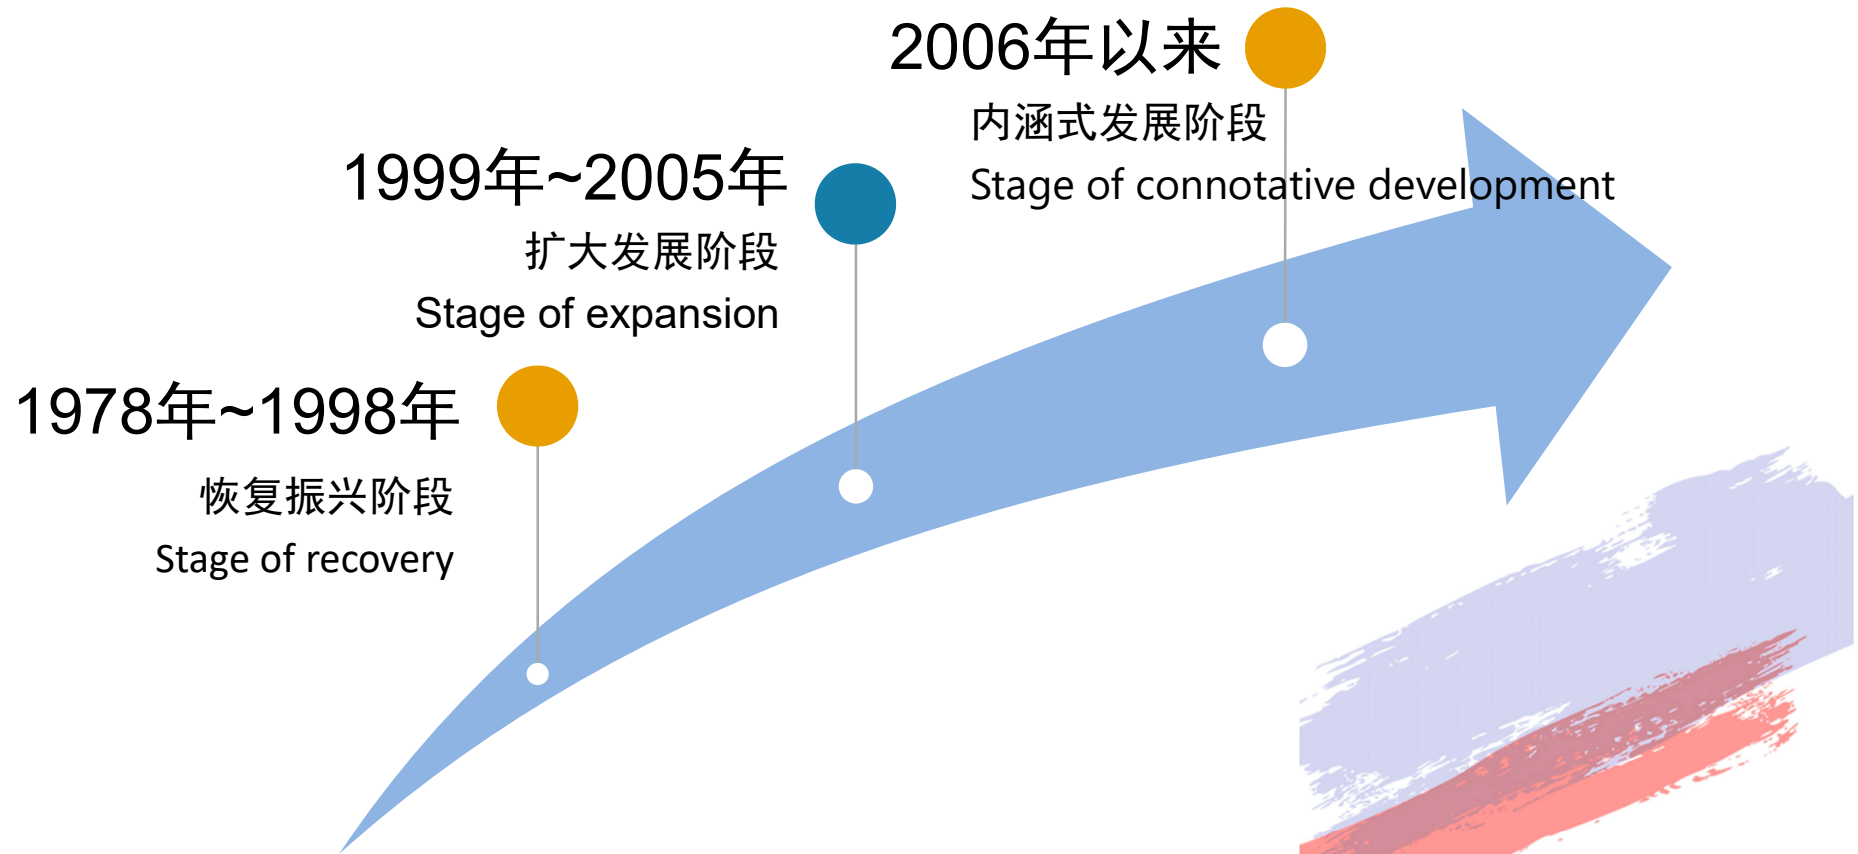 2006年以来
内涵式发展阶段
Stage of connotative development
1999年~2005年
扩大发展阶段
Stage of expansion
1978年~1998年
恢复振兴阶段
Stage of recovery